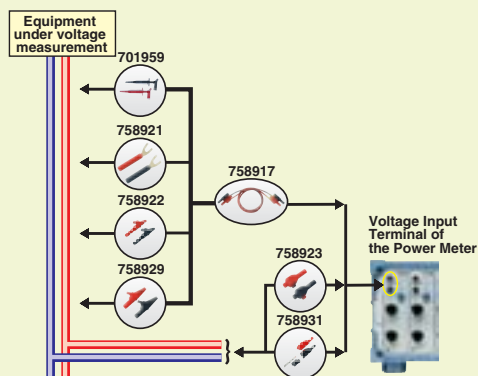 Equipment
under voltage
measurement
701959
758921
758917
758922
Voltage Input
Terminal of
the Power Meter
758923
758929
758931